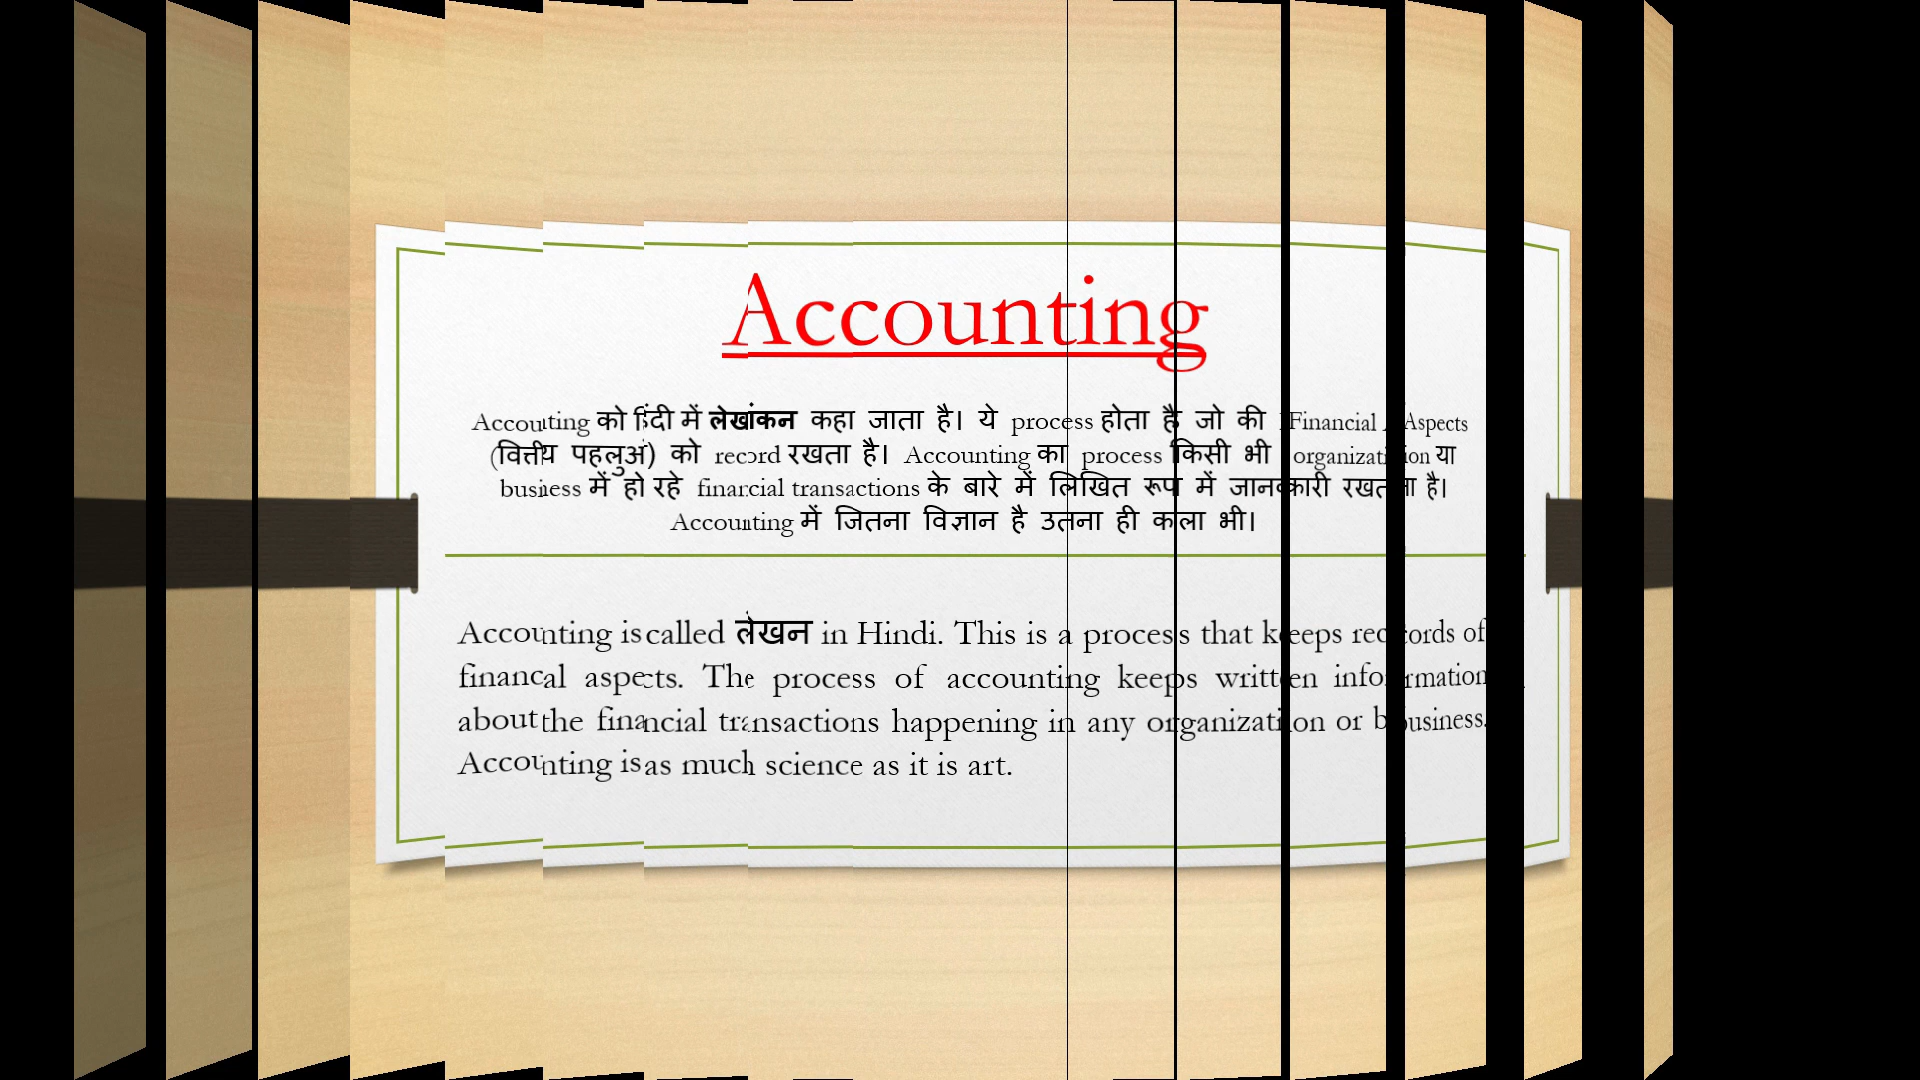 Accounting
Accounting को हिंदी में लेखांकन कहा जाता है। ये process होता है जो की Financial Aspects
(वित्तीय पहलुअ) को record रखता है। Accounting का process किसी भी organization या
business में हो रहे financial transactions के बारे में लिखित रूप में जानकारी रखता है।
Accounting में जितना विज्ञान है उतना ही कला भी।
Accounting is called लेखन in Hindi. This is a process that keeps records of
financal aspects. The process of accounting keeps written information
about the financial transactions happening in any organization or business.
Accounting is as much science as it is art.